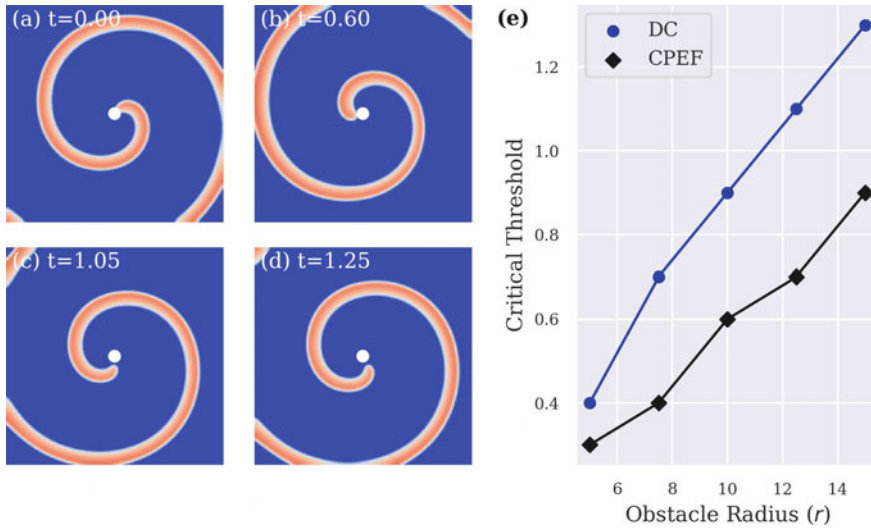 (a) t=0.00
(b) t=0.60
(c) t=1.05
(d) t=1.25
(e)
DC
CPEF
Critical Threshold
1.2
1.0
0.8
0.6
0.4
6 8 10 12 14
Obstacle Radius (r)